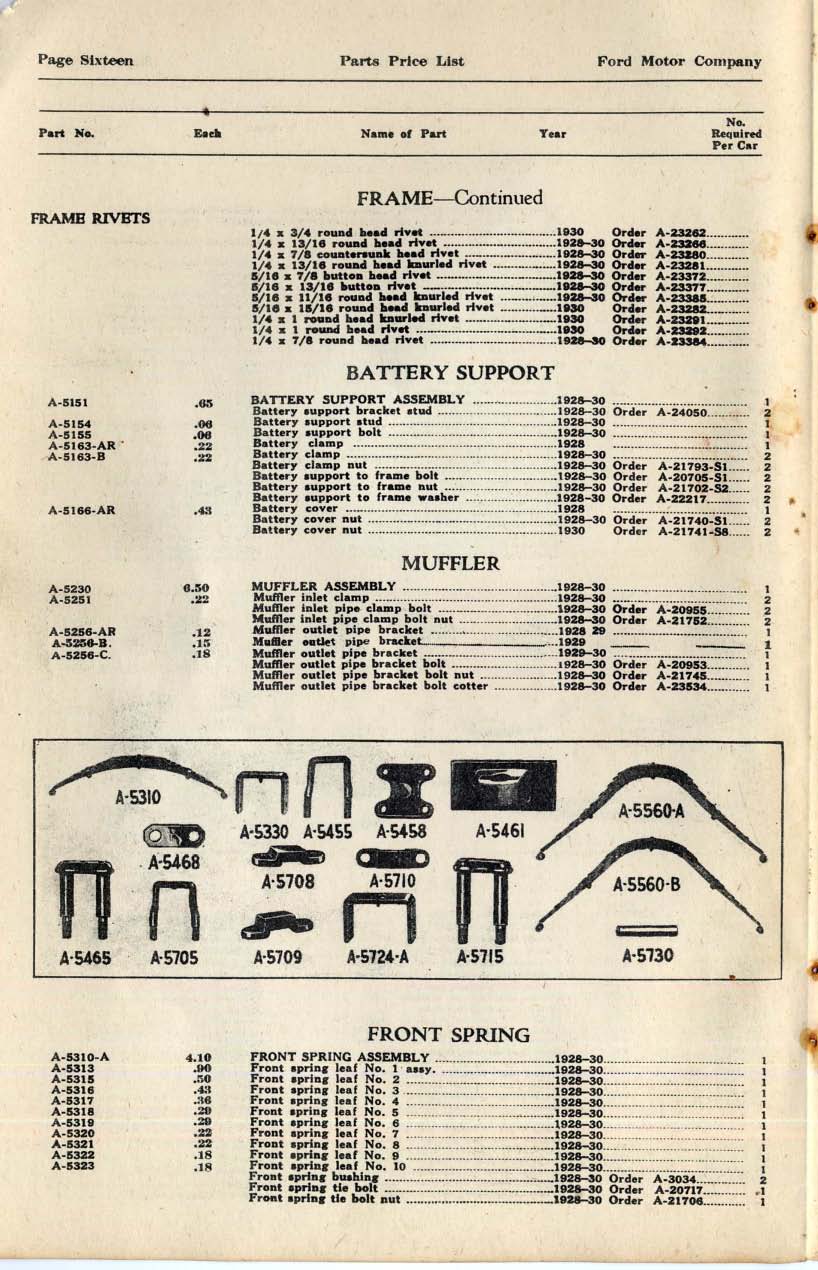 Page Sixteen Parts Price List Ford Motor Company
Part No. Each Name of Part Year No. Required Per Car
FRAME—Continued
FRAME RIVETS
1/4 x 3/4 round head rivet 1930 Order A-23262
1/4 x 13/16 round head rivet 1928-30 Order A-23266
1/4 x 7/8 countersunk head rivet 1928-30 Order A-23280
1/4 x 13/16 round head knurled rivet 1928-30 Order A-23281
5/16 x 7/8 button head rivet 1928-30 Order A-23372
5/16 x 13/16 button rivet 1928-30 Order A-23377
5/16 x 11/16 round head knurled rivet 1928-30 Order A-23385
5/16 x 15/16 round head knurled rivet 1930 Order A-23282
1/4 x 1 round head knurled rivet 1930 Order A-23291
1/4 x 1 round head rivet 1930 Order A-23292
1/4 x 7/8 round head rivet 1928-30 Order A-23384
BATTERY SUPPORT
A-5151 .65 BATTERY SUPPORT ASSEMBLY 1928-30 1
Battery support bracket stud 1928-30 Order A-24050 2
A-5154 .06 Battery support stud 1928-30 1
A-5155 .06 Battery support bolt 1928-30 1
A-5163-AR .22 Battery clamp 1928 1
A-5163-B .22 Battery clamp 1928-30 2
Battery clamp nut 1928-30 Order A-21793-S1 2
Battery support to frame bolt 1928-30 Order A-20705-S1 2
Battery support to frame nut 1928-30 Order A-21702-S2 2
Battery support to frame washer 1928-30 Order A-22217 2
A-5166-AR .43 Battery cover 1928 1
Battery cover nut 1928-30 Order A-21740-S1 2
Battery cover nut 1930 Order A-21741-S8 2
MUFFLER
A-5230 6.50 MUFFLER ASSEMBLY 1928-30 1
A-5251 .22 Muffler inlet clamp 1928-30 2
Muffler inlet pipe clamp bolt 1928-30 Order A-20955 2
Muffler inlet pipe clamp bolt nut 1928-30 Order A-21752 2
A-5256-AR .12 Muffler outlet pipe bracket 1928 29 1
A-5256-B. .15 Muffler outlet pipe bracket 1929 1
A-5256-C. .18 Muffler outlet pipe bracket 1929-30 1
Muffler outlet pipe bracket bolt 1928-30 Order A-20953 1
Muffler outlet pipe bracket bolt nut 1928-30 Order A-21745 1
Muffler outlet pipe bracket bolt cotter 1928-30 Order A-23534 1
A-5310
A-5330 A-5455 A-5458 A-5461 A-5560-A
A-5468
A-5708 A-5710 A-5560-B
A-5465 A-5705 A-5709 A-5724-A A-5715 A-5730
FRONT SPRING
A-5310-A 4.10 FRONT SPRING ASSEMBLY 1928-30 1
A-5313 .90 Front spring leaf No. 1 assy. 1928-30 1
A-5315 .50 Front spring leaf No. 2 1928-30 1
A-5316 .43 Front spring leaf No. 3 1928-30 1
A-5317 .36 Front spring leaf No. 4 1928-30 1
A-5318 .29 Front spring leaf No. 5 1928-30 1
A-5319 .29 Front spring leaf No. 6 1928-30 1
A-5320 .22 Front spring leaf No. 7 1928-30 1
A-5321 .22 Front spring leaf No. 8 1928-30 1
A-5322 .18 Front spring leaf No. 9 1928-30 1
A-5323 .18 Front spring leaf No. 10 1928-30 1
Front spring bushing 1928-30 Order A-3034 2
Front spring tie bolt 1928-30 Order A-20717 1
Front spring tie bolt nut 1928-30 Order A-21706 1